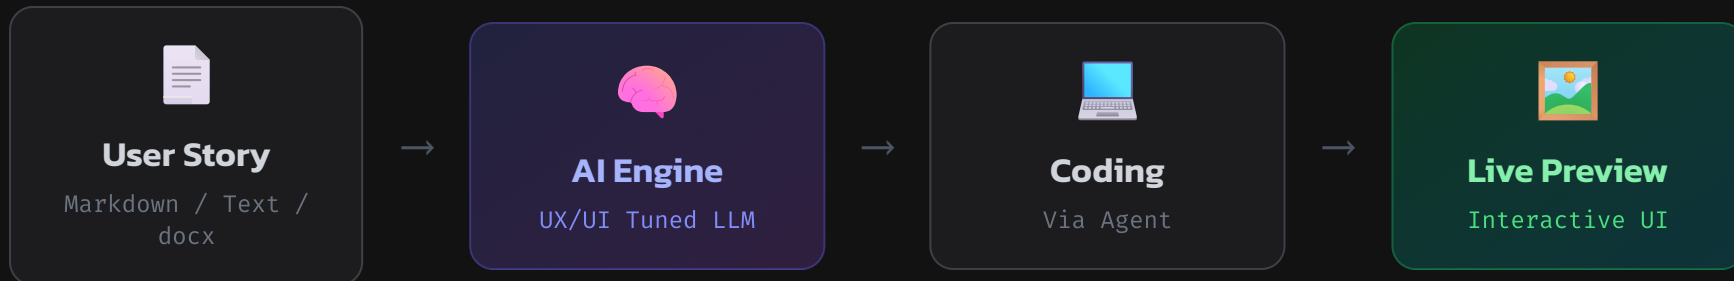 User Story
Markdown / Text /
docx
→
AI Engine
UX/UI Tuned LLM
→
Coding
Via Agent
→
Live Preview
Interactive UI